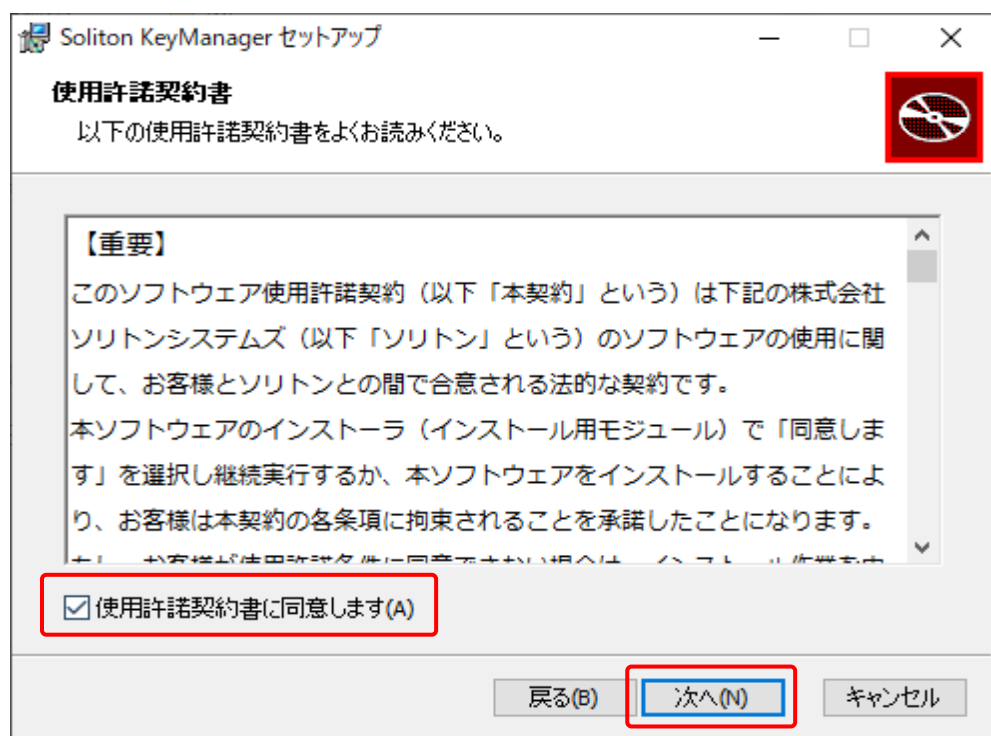 Soliton KeyManager セットアップ
使用許諾契約書
以下の使用許諾契約書をよくお読みください。
【重要】
このソフトウェア使用許諾契約（以下「本契約」という）は下記の株式会社
ソリトンシステムズ（以下「ソリトン」という）のソフトウェアの使用に関
して、お客様とソリトンとの間で合意される法的な契約です。
本ソフトウェアのインストーラ（インストール用モジュール）で「同意しま
す」を選択し継続実行するか、本ソフトウェアをインストールすることによ
り、お客様は本契約の各条項に拘束されることを承諾したことになります。
使用許諾契約書に同意します(A)
戻る(B)
次へ(N)
キャンセル